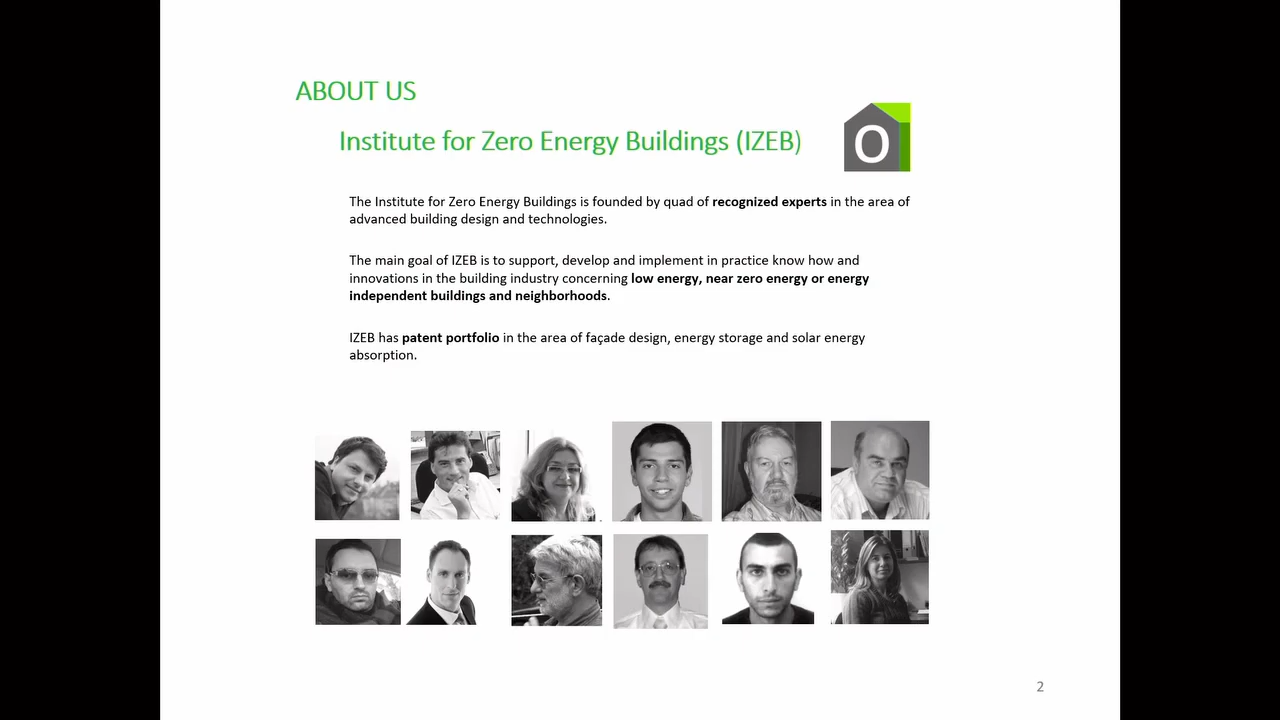 ABOUT US
Institute for Zero Energy Buildings (IZEB)
0
The Institute for Zero Energy Buildings is founded by quad of recognized experts in the area of
advanced building design and technologies.
The main goal of IZEB is to support, develop and implement in practice know how and
innovations in the building industry concerning low energy, near zero energy or energy
independent buildings and neighborhoods.
IZEB has patent portfolio in the area of façade design, energy storage and solar energy
absorption.
2